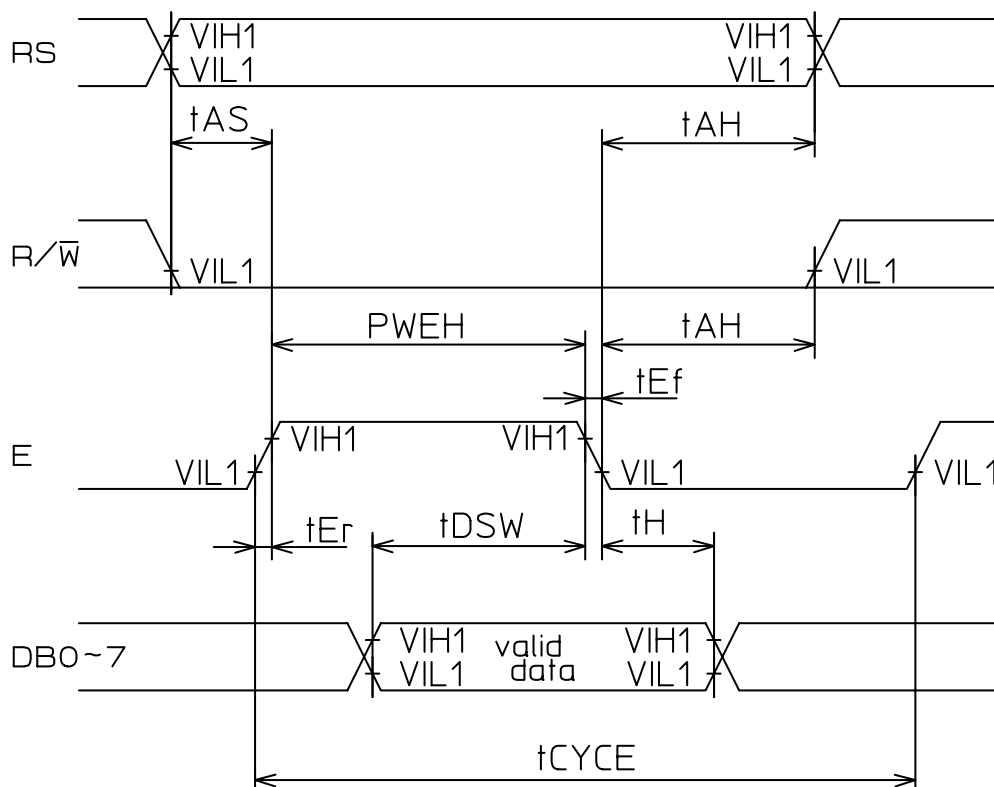 RS VIH1 VIH1
VIL1 VIL1
tAS tAH
R/W̅ VIL1 VIL1
PWEH tAH
tEf
E VIL1 VIH1 VIH1 VIL1 VIL1
tEr tDSW tH
DB0~7 VIH1 valid VIH1
VIL1 data VIL1
tCYCE